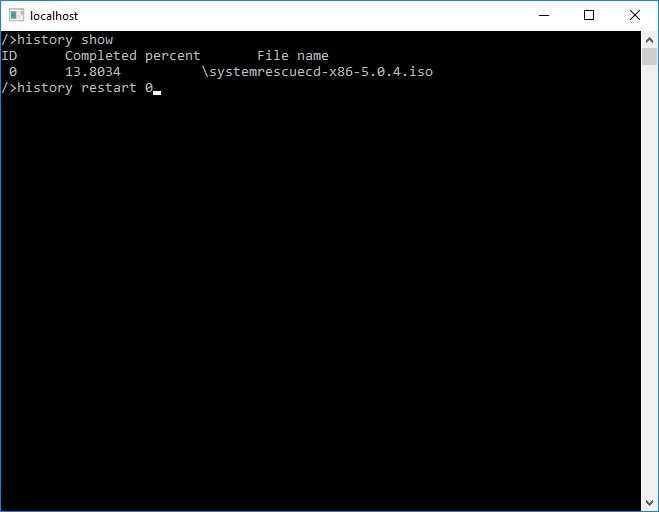 localhost
/>history show
ID      Completed percent       File name
 0      13.8034          \systemrescuecd-x86-5.0.4.iso
/>history restart 0